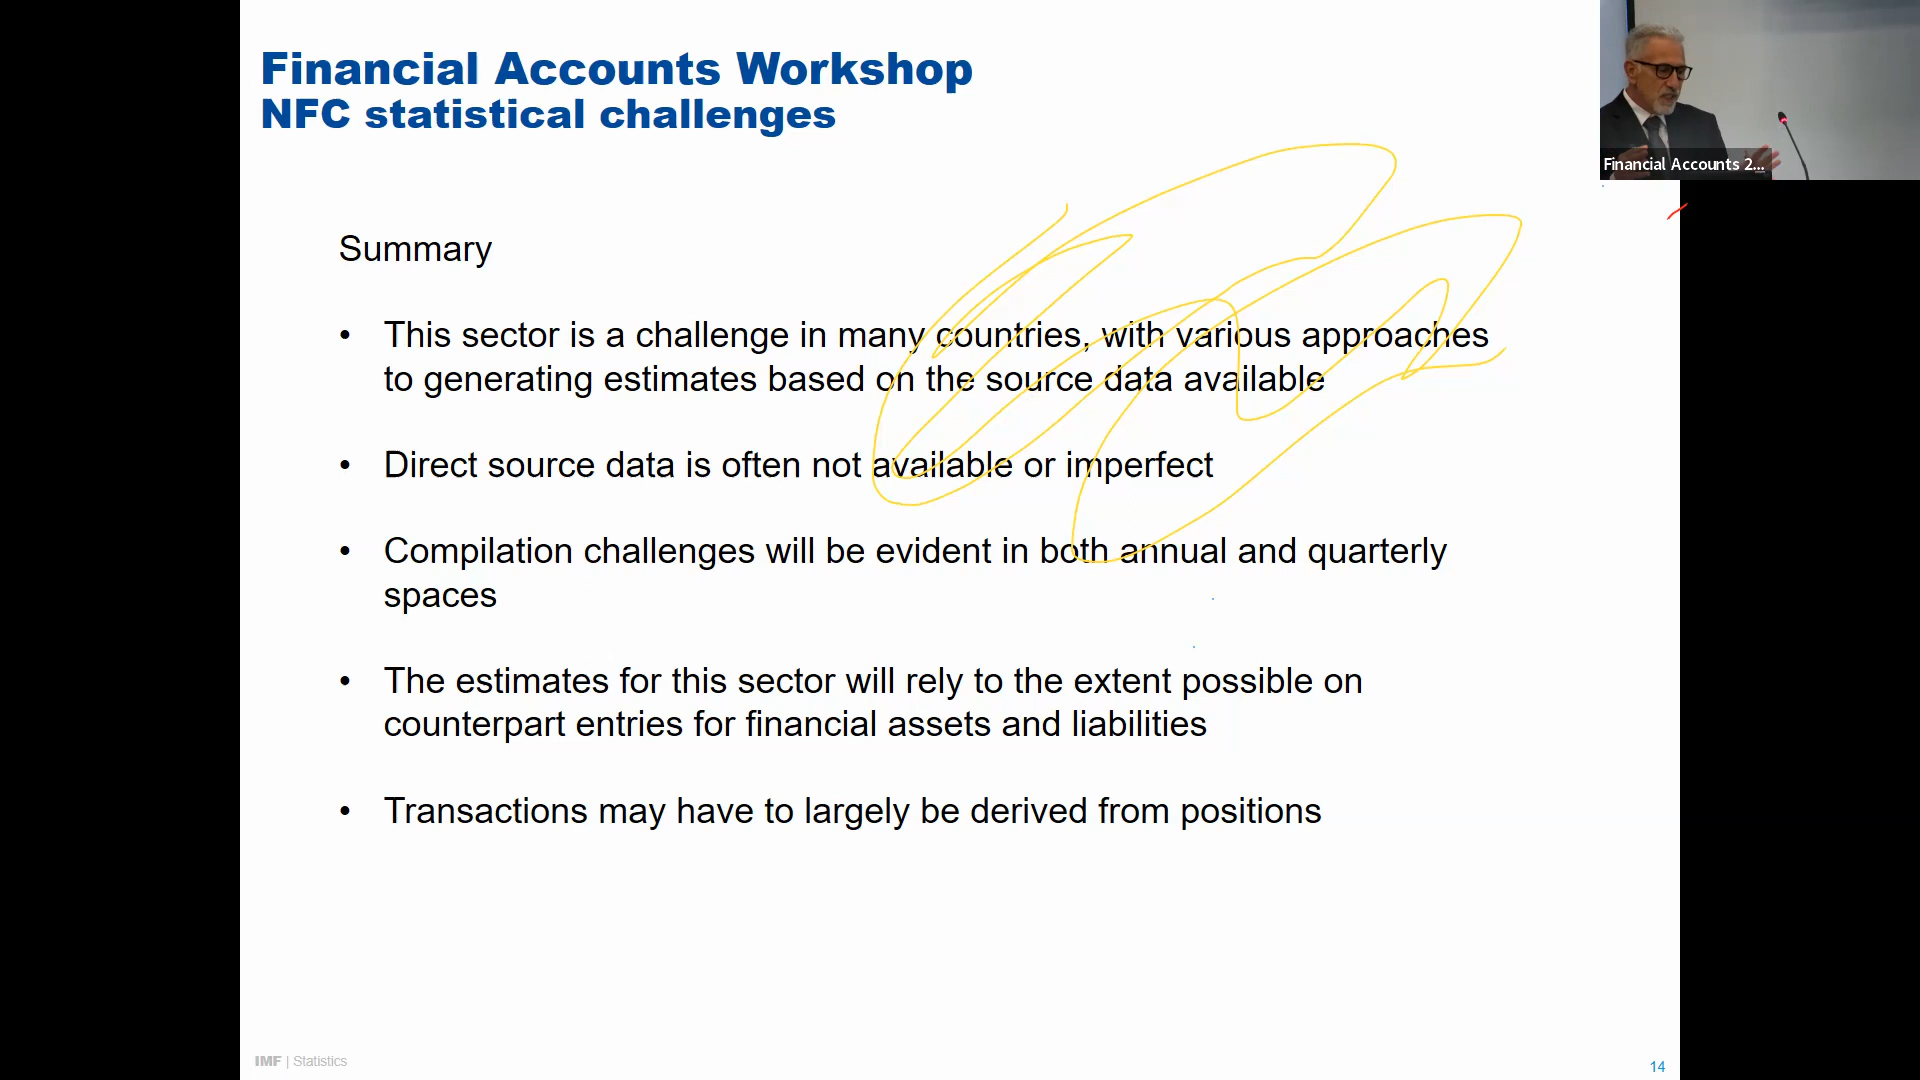 Financial Accounts Workshop
NFC statistical challenges
Financial Accounts 2...
Summary
• This sector is a challenge in many countries, with various approaches
to generating estimates based on the source data available
• Direct source data is often not available or imperfect
• Compilation challenges will be evident in both annual and quarterly
spaces
• The estimates for this sector will rely to the extent possible on
counterpart entries for financial assets and liabilities
• Transactions may have to largely be derived from positions
IMF | Statistics
14